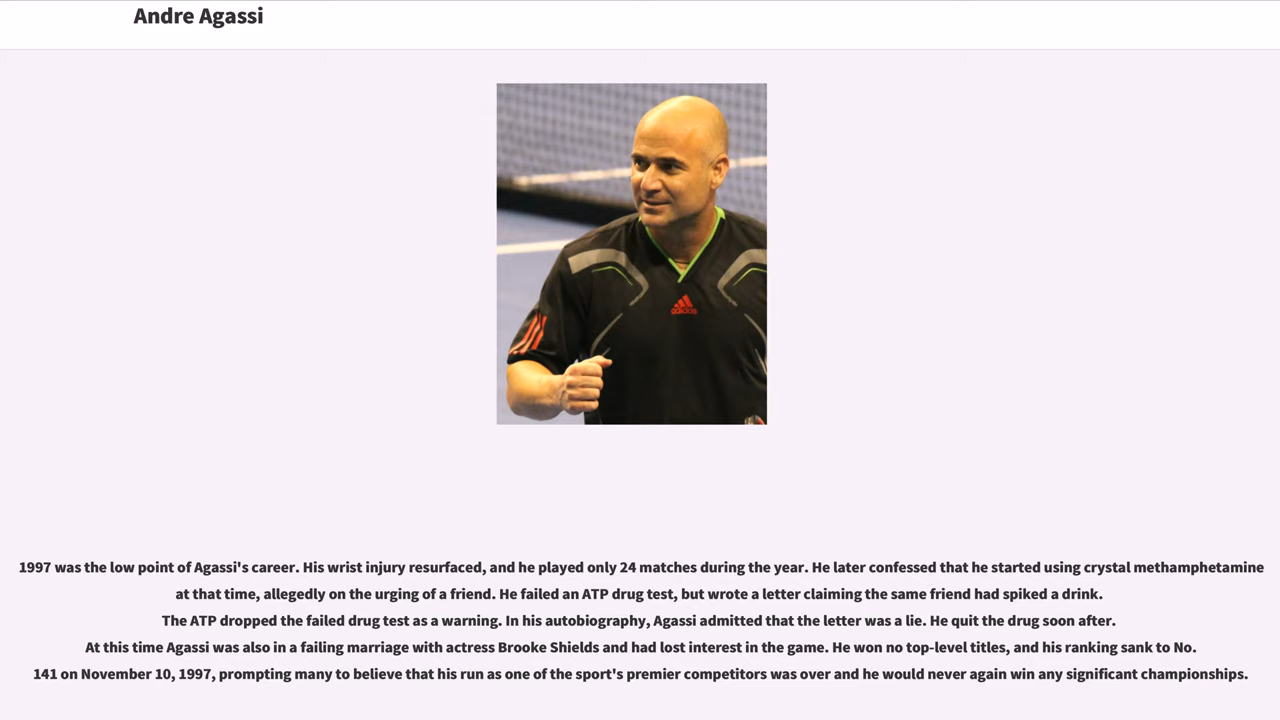 Andre Agassi
adidas
1997 was the low point of Agassi's career. His wrist injury resurfaced, and he played only 24 matches during the year. He later confessed that he started using crystal methamphetamine
at that time, allegedly on the urging of a friend. He failed an ATP drug test, but wrote a letter claiming the same friend had spiked a drink.
The ATP dropped the failed drug test as a warning. In his autobiography, Agassi admitted that the letter was a lie. He quit the drug soon after.
At this time Agassi was also in a failing marriage with actress Brooke Shields and had lost interest in the game. He won no top-level titles, and his ranking sank to No.
141 on November 10, 1997, prompting many to believe that his run as one of the sport's premier competitors was over and he would never again win any significant championships.